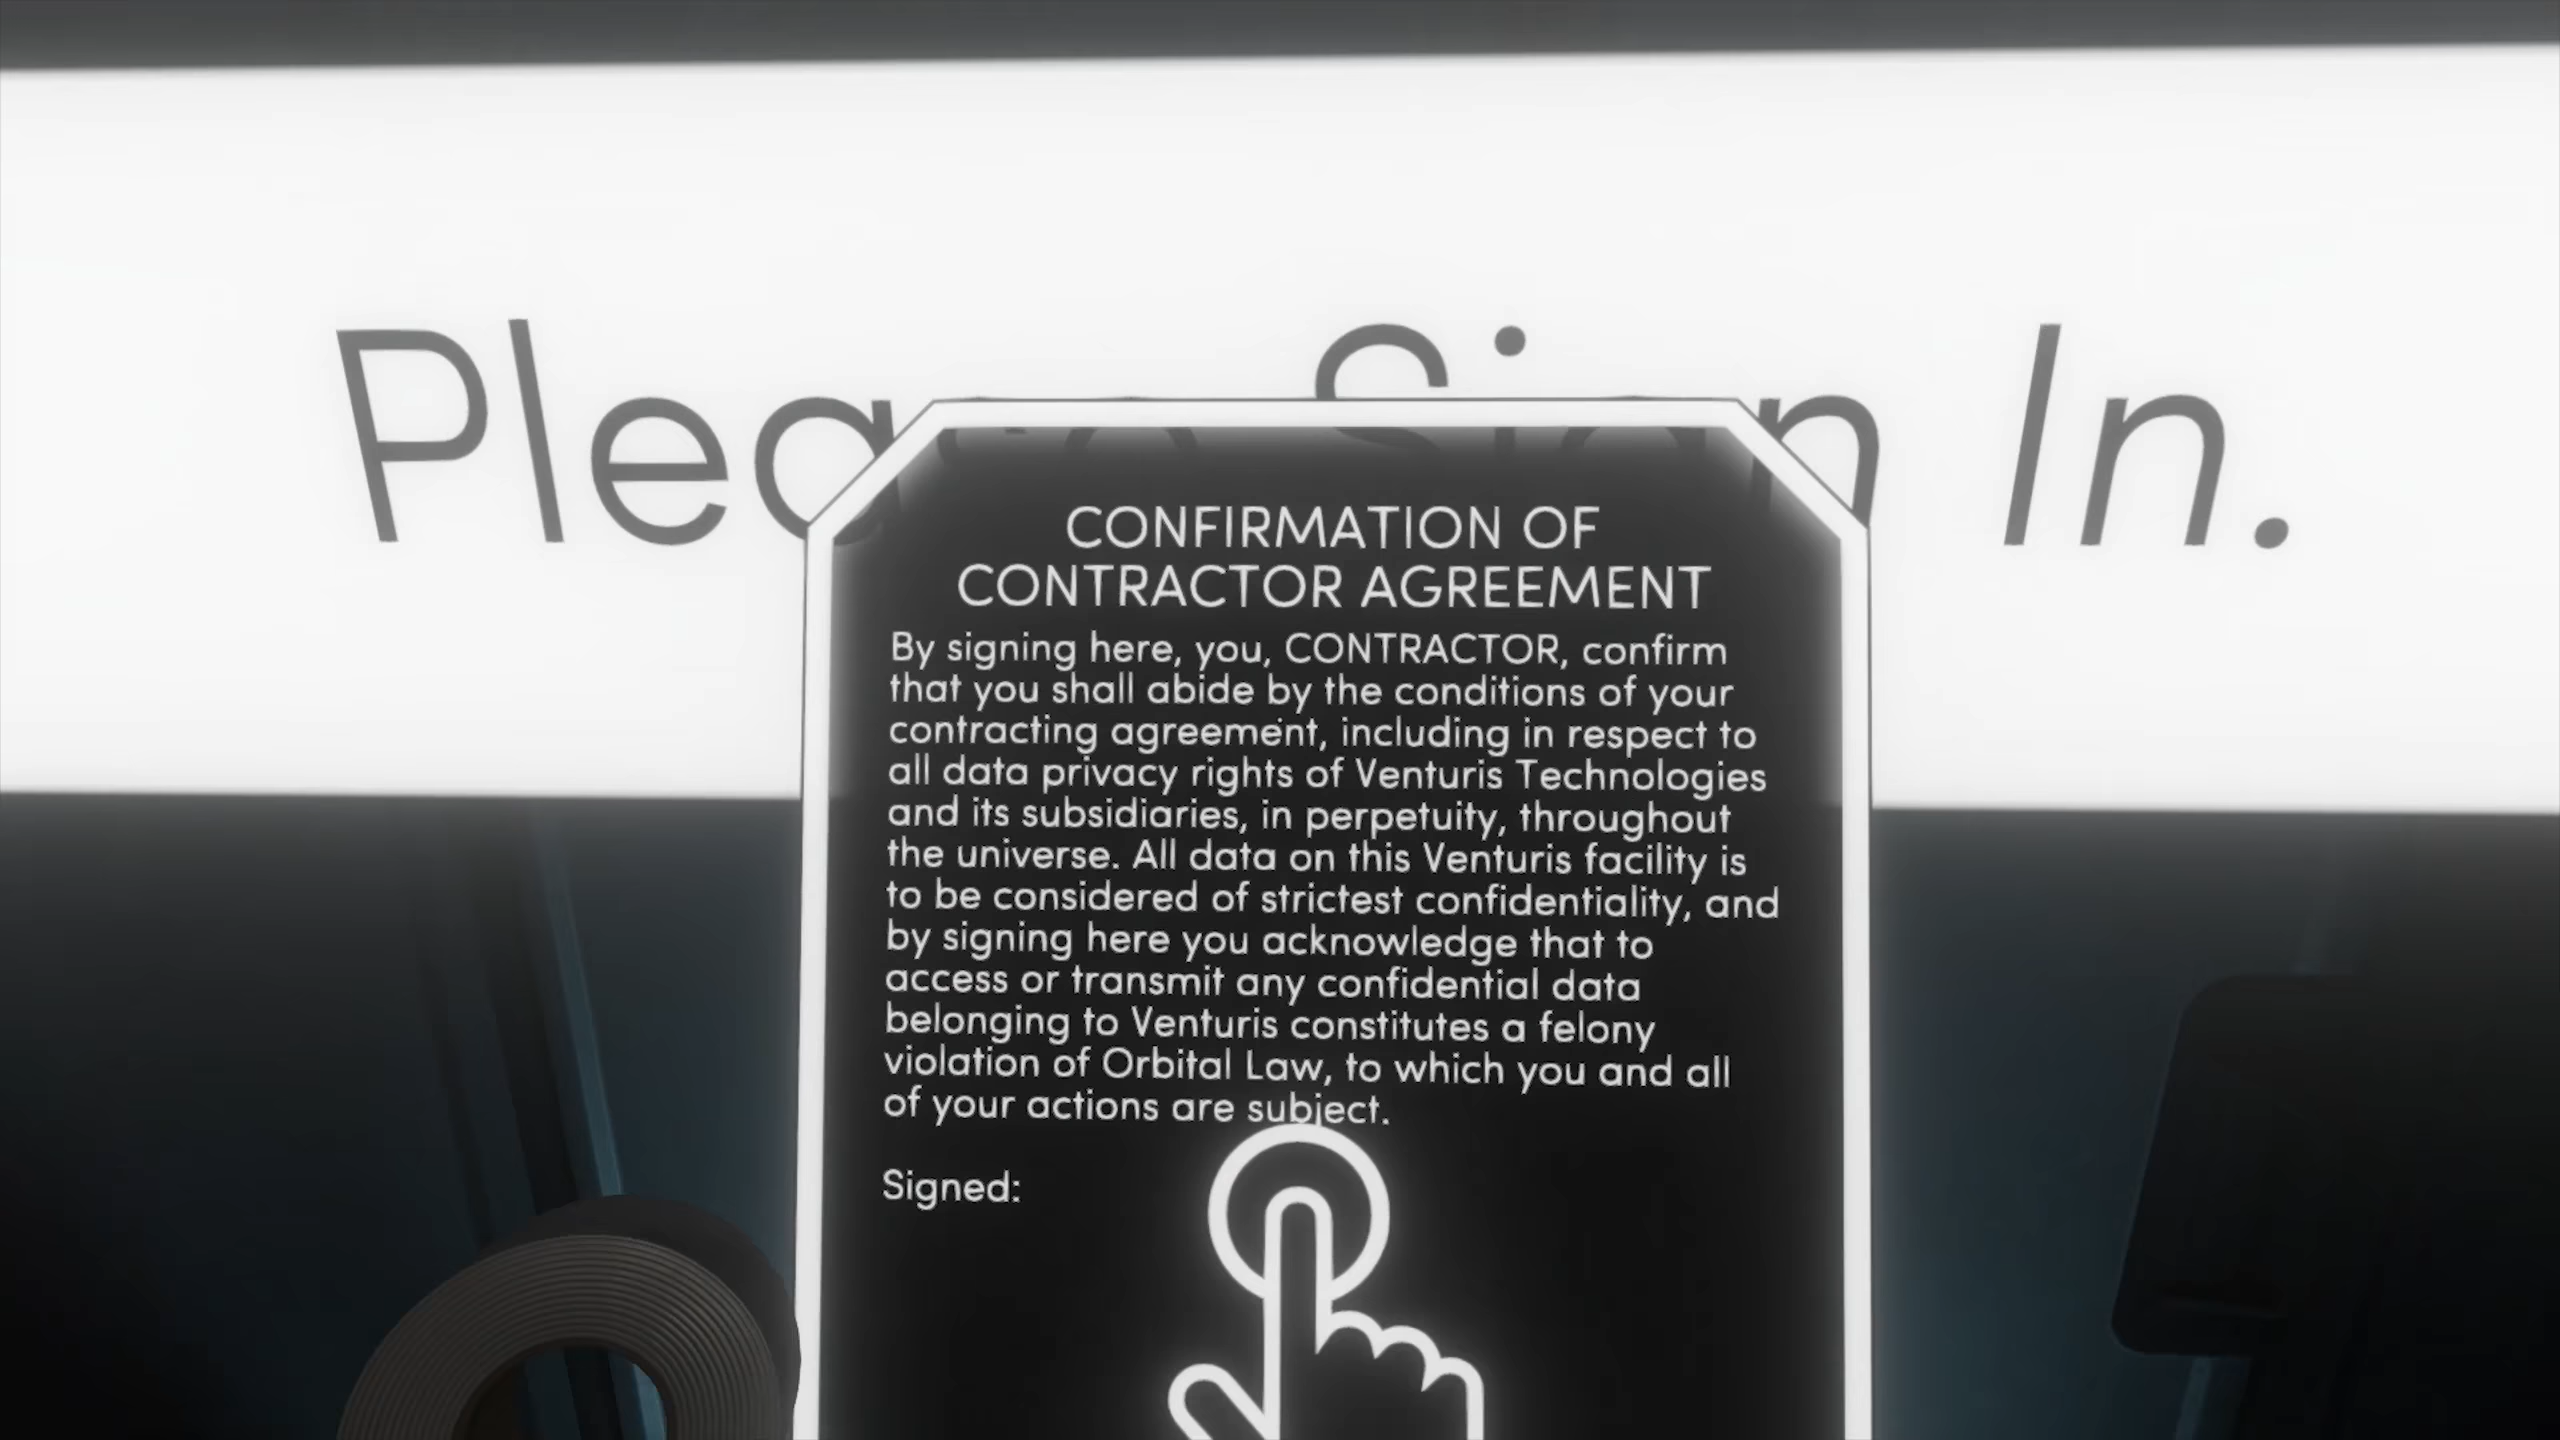 Please Sign In.
CONFIRMATION OF
CONTRACTOR AGREEMENT
By signing here, you, CONTRACTOR, confirm
that you shall abide by the conditions of your
contracting agreement, including in respect to
all data privacy rights of Venturis Technologies
and its subsidiaries, in perpetuity, throughout
the universe. All data on this Venturis facility is
to be considered of strictest confidentiality, and
by signing here you acknowledge that to
access or transmit any confidential data
belonging to Venturis constitutes a felony
violation of Orbital Law, to which you and all
of your actions are subject.
Signed: